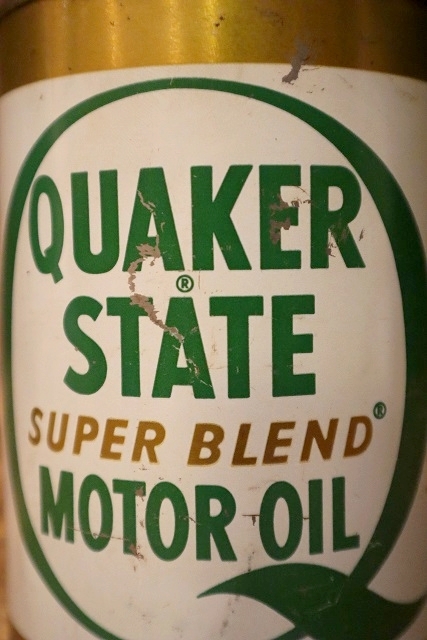 QUAKER
®
STATE
SUPER BLEND®
MOTOR OIL